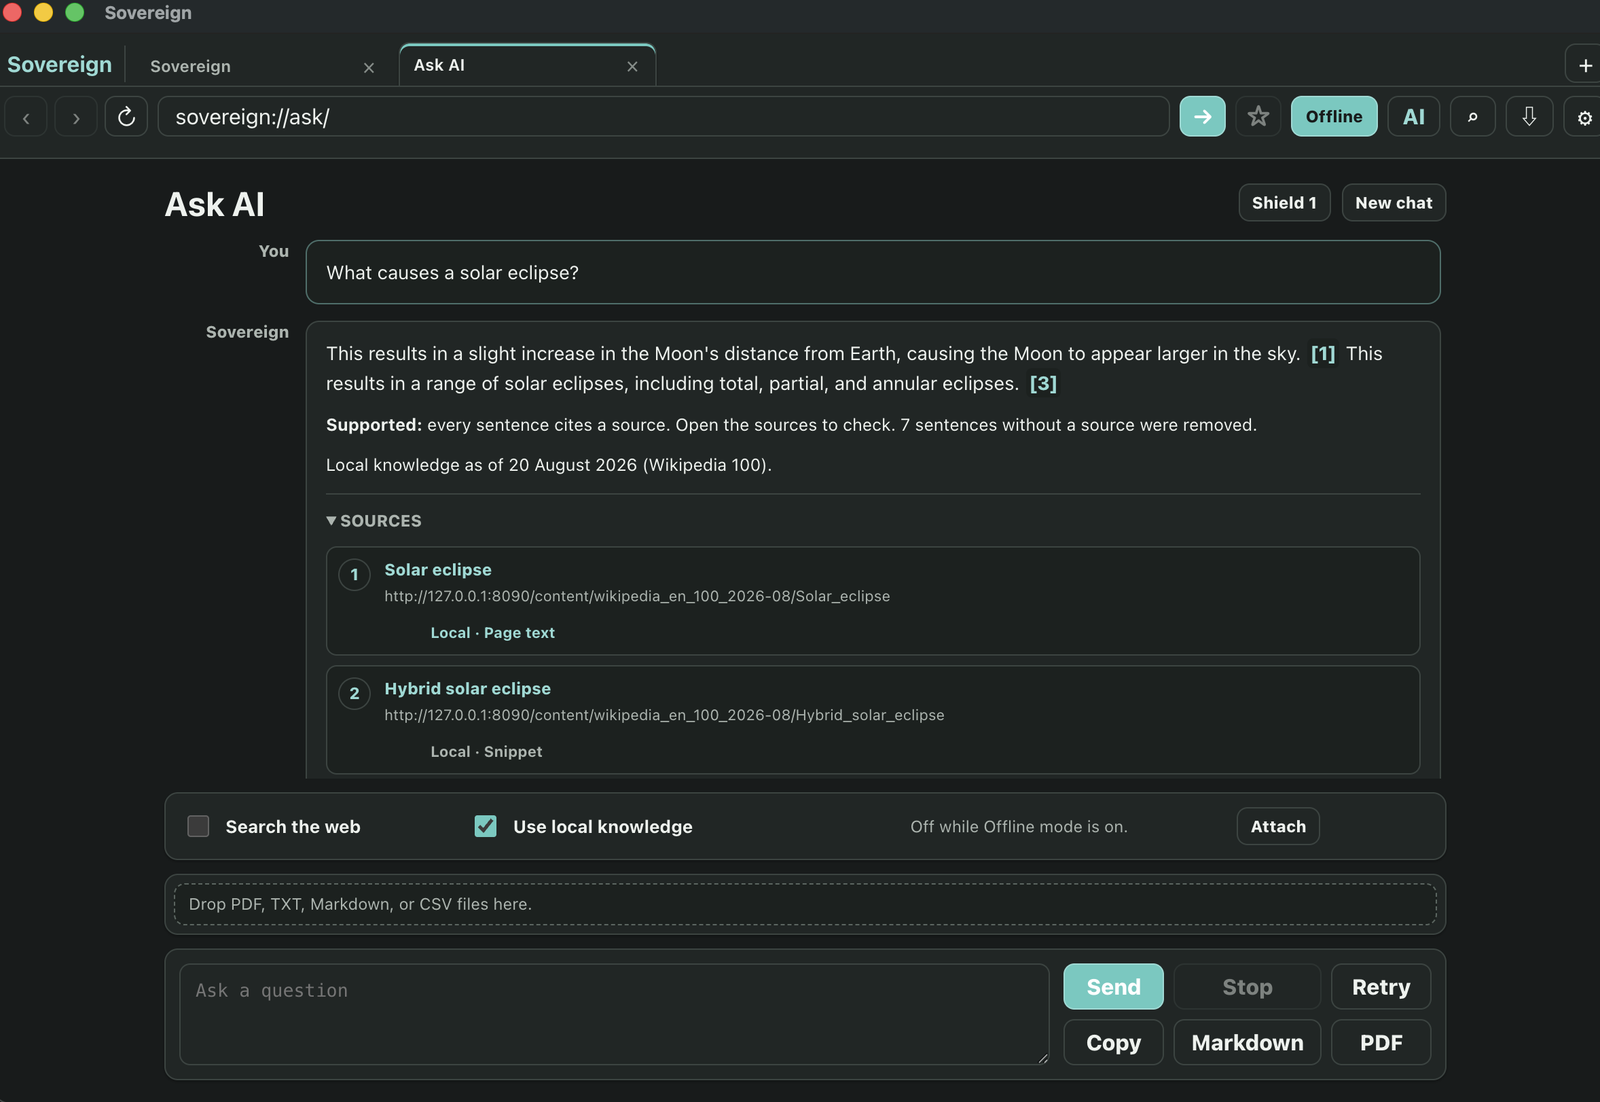 Sovereign
Sovereign
Sovereign ×
Ask AI ×
+
sovereign://ask/
Offline
AI
Ask AI
Shield 1
New chat
You
What causes a solar eclipse?
Sovereign
This results in a slight increase in the Moon's distance from Earth, causing the Moon to appear larger in the sky. [1] This
results in a range of solar eclipses, including total, partial, and annular eclipses. [3]
Supported: every sentence cites a source. Open the sources to check. 7 sentences without a source were removed.
Local knowledge as of 20 August 2026 (Wikipedia 100).
▼ SOURCES
1
Solar eclipse
http://127.0.0.1:8090/content/wikipedia_en_100_2026-08/Solar_eclipse
Local · Page text
2
Hybrid solar eclipse
http://127.0.0.1:8090/content/wikipedia_en_100_2026-08/Hybrid_solar_eclipse
Local · Snippet
Search the web
Use local knowledge
Off while Offline mode is on.
Attach
Drop PDF, TXT, Markdown, or CSV files here.
Ask a question
Send
Stop
Retry
Copy
Markdown
PDF